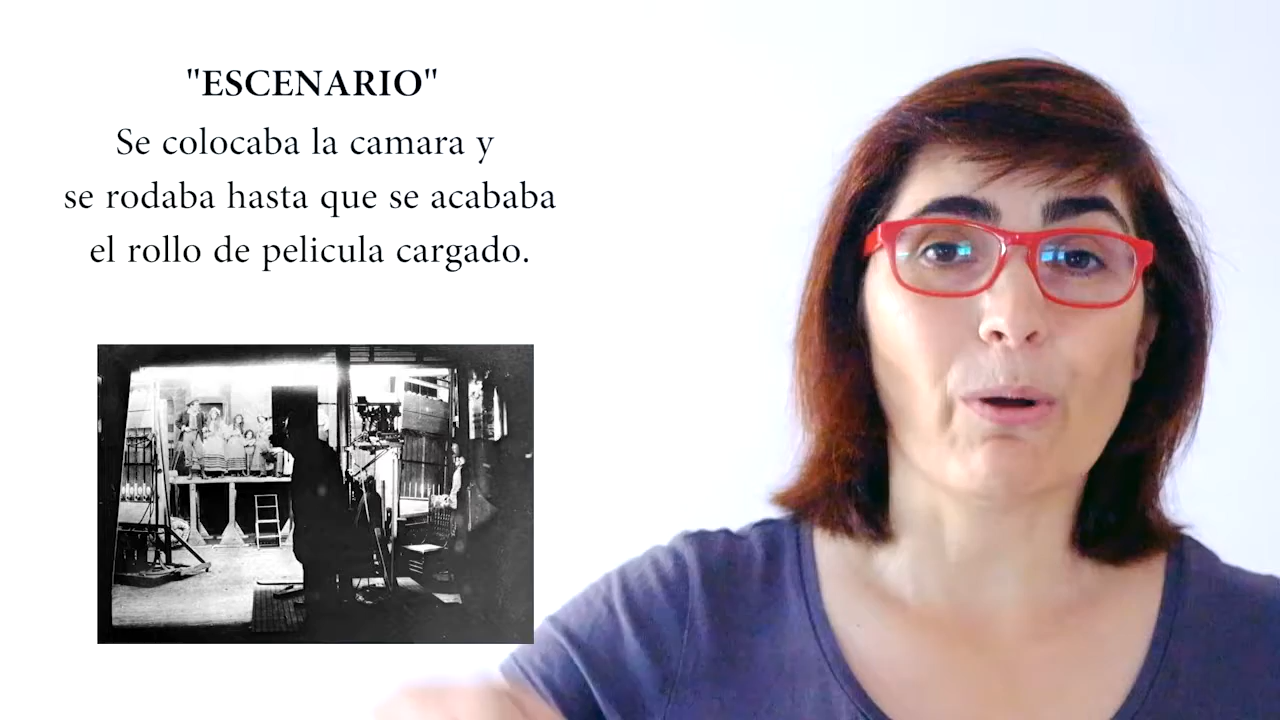 "ESCENARIO"
Se colocaba la camara y
se rodaba hasta que se acababa
el rollo de pelicula cargado.